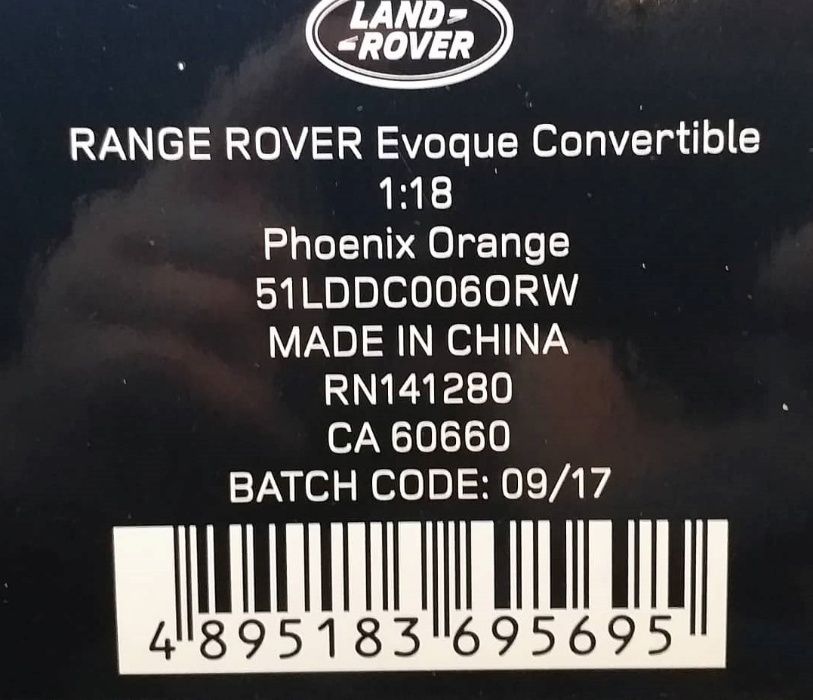 LAND-
-ROVER
RANGE ROVER Evoque Convertible
1:18
Phoenix Orange
51LDDC006ORW
MADE IN CHINA
RN141280
CA 60660
BATCH CODE: 09/17
4 895183 695695